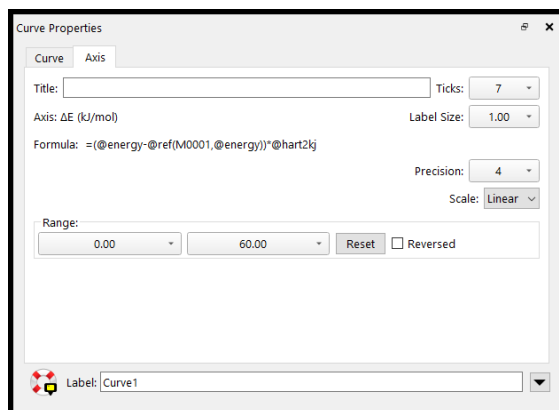 Curve Properties
Curve Axis
Title: Ticks: 7
Axis: ΔE (kJ/mol) Label Size: 1.00
Formula: =(@energy-@ref(M0001,@energy))*@hart2kj
Precision: 4
Scale: Linear
Range:
0.00 60.00 Reset Reversed
Label: Curve1